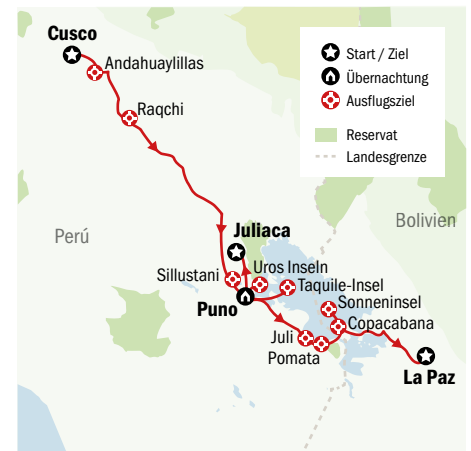 Cusco
Start / Ziel
Andahuaylillas
Übernachtung
Ausflugsziel
Raqchi
Reservat
Landesgrenze
Bolivien
Perú
Juliaca
Sillustani
Uros Inseln
Taquile-Insel
Puno
Sonneninsel
Copacabana
Juli
Pomata
La Paz